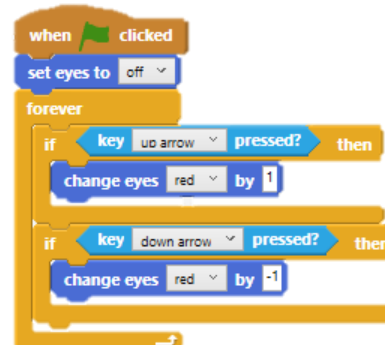 when clicked
set eyes to off
forever
if key up arrow pressed? then
change eyes red by 1
if key down arrow pressed? then
change eyes red by -1